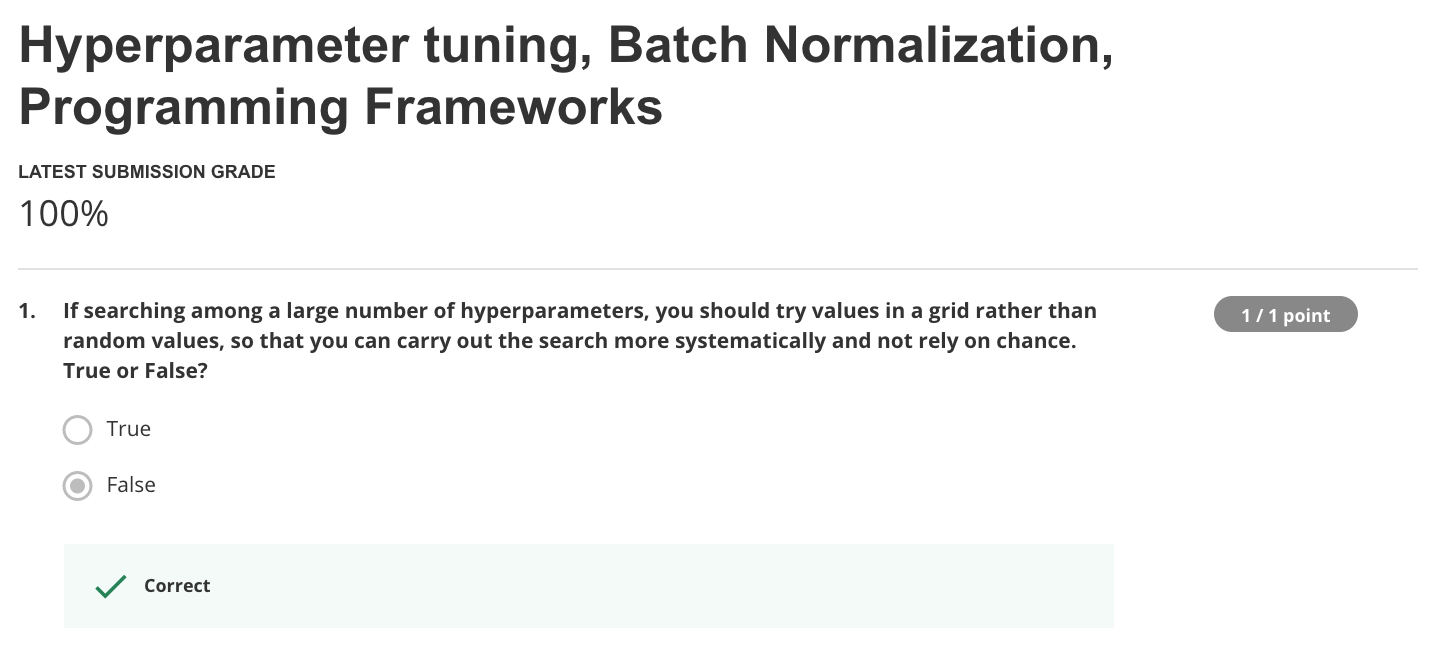 Hyperparameter tuning, Batch Normalization,
Programming Frameworks
LATEST SUBMISSION GRADE
100%
1. If searching among a large number of hyperparameters, you should try values in a grid rather than
random values, so that you can carry out the search more systematically and not rely on chance.
True or False?
1 / 1 point
True
False
Correct